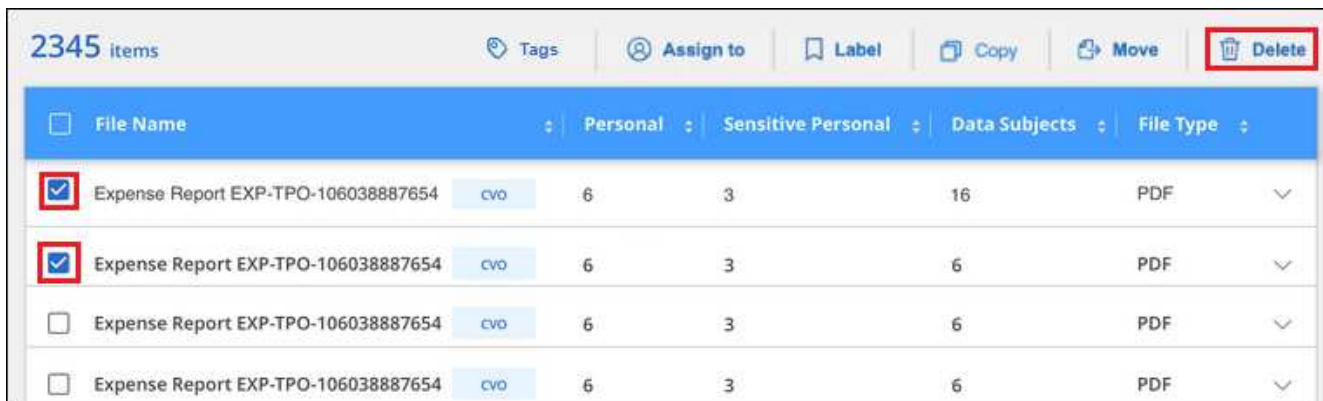 2345 items Tags Assign to Label Copy Move Delete
File Name Personal Sensitive Personal Data Subjects File Type
Expense Report EXP-TPO-106038887654 CVO 6 3 16 PDF
Expense Report EXP-TPO-106038887654 CVO 6 3 6 PDF
Expense Report EXP-TPO-106038887654 CVO 6 3 6 PDF
Expense Report EXP-TPO-106038887654 CVO 6 3 6 PDF